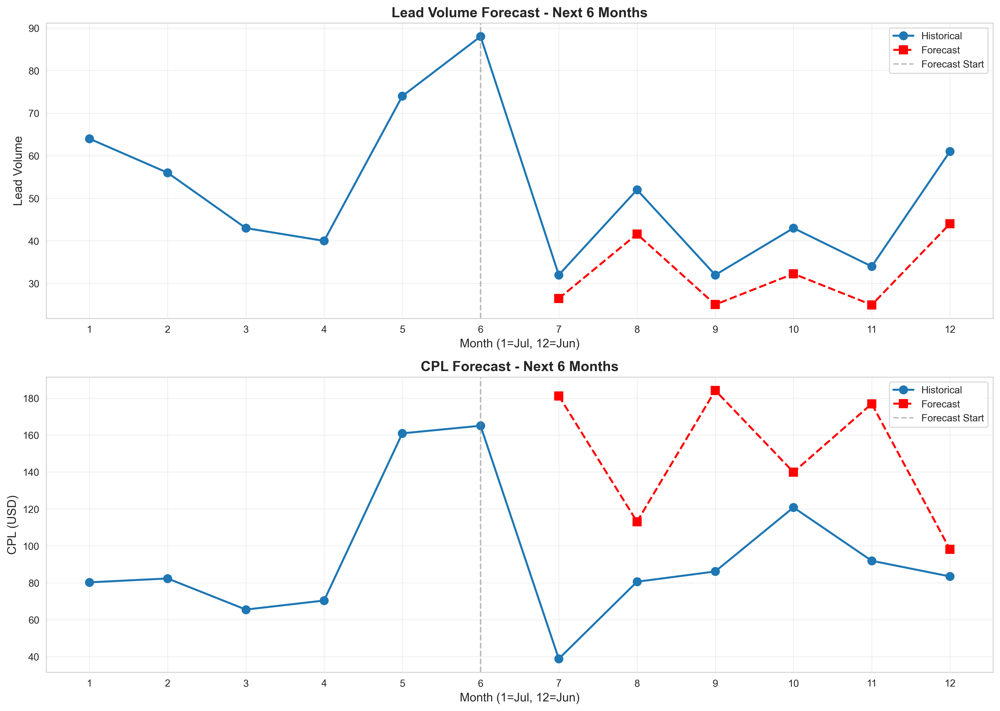 Lead Volume Forecast - Next 6 Months
90
80
70
60
50
40
30
Lead Volume
Historical
Forecast
Forecast Start
1 2 3 4 5 6 7 8 9 10 11 12
Month (1=Jul, 12=Jun)
CPL Forecast - Next 6 Months
180
160
140
120
100
80
60
40
CPL (USD)
Historical
Forecast
Forecast Start
1 2 3 4 5 6 7 8 9 10 11 12
Month (1=Jul, 12=Jun)